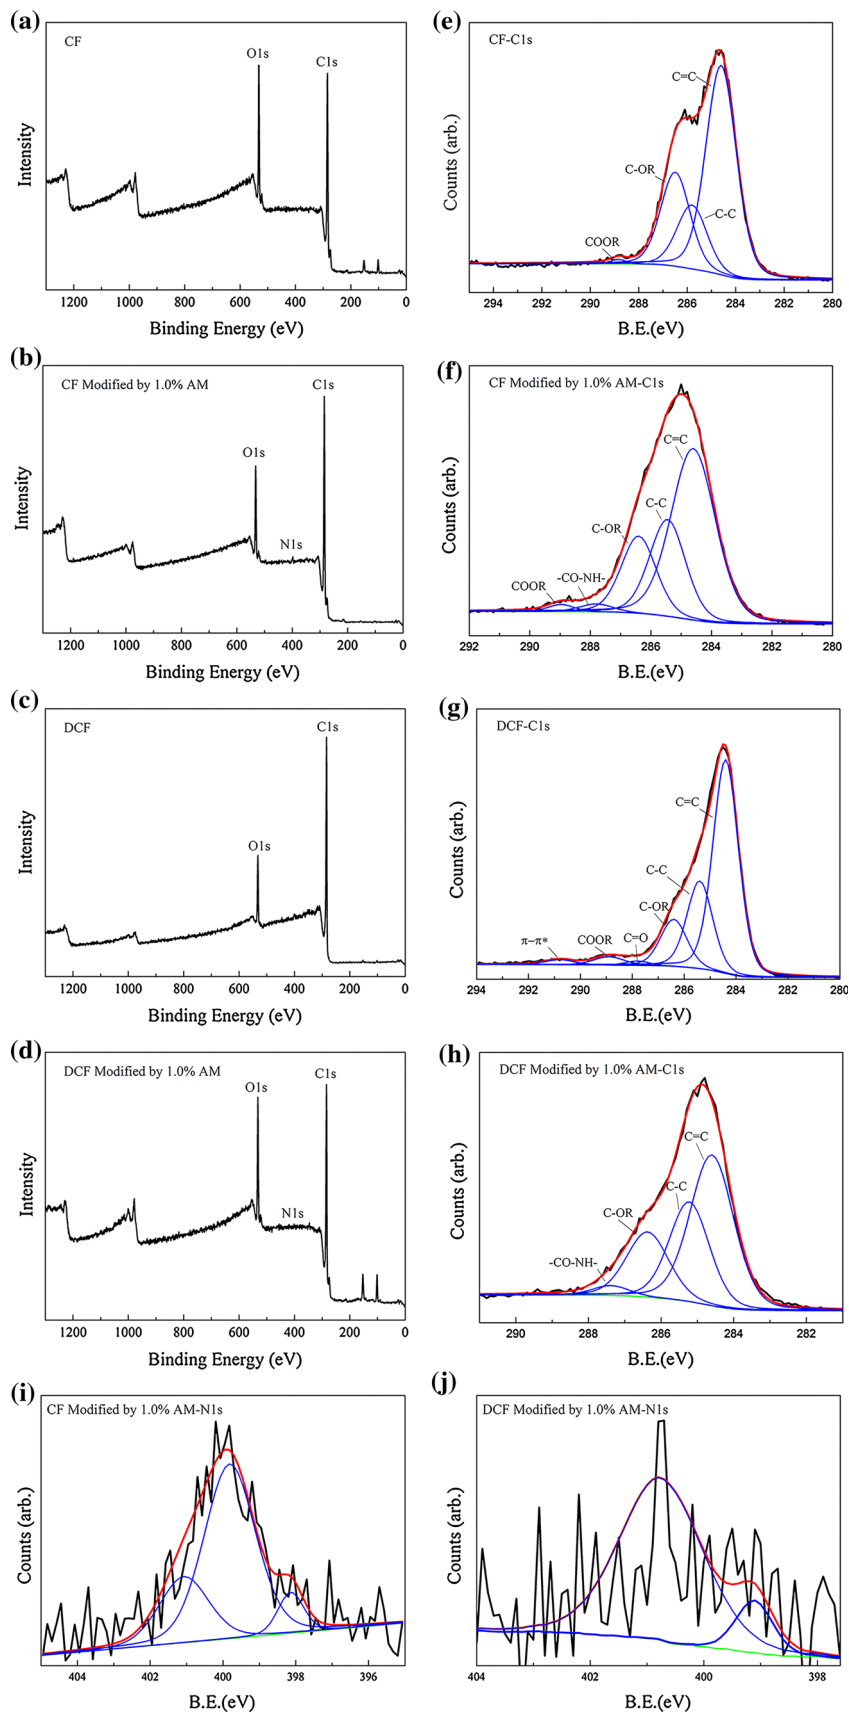 (a)
CF
O1s
C1s
Intensity
1200 1000 800 600 400 200 0
Binding Energy (eV)
(e)
CF-C1s
C=C
C-OR
C-C
COOR
Counts (arb.)
294 292 290 288 286 284 282 280
B.E.(eV)
(b)
CF Modified by 1.0% AM
C1s
O1s
N1s
Intensity
1200 1000 800 600 400 200 0
Binding Energy (eV)
(f)
CF Modified by 1.0% AM-C1s
C=C
C-C
C-OR
-CO-NH-
COOR
Counts (arb.)
292 290 288 286 284 282 280
B.E.(eV)
(c)
DCF
C1s
O1s
Intensity
1200 1000 800 600 400 200 0
Binding Energy (eV)
(g)
DCF-C1s
C=C
C-C
C-OR
C=O
COOR
π-π*
Counts (arb.)
294 292 290 288 286 284 282 280
B.E.(eV)
(d)
DCF Modified by 1.0% AM
C1s
O1s
N1s
Intensity
1200 1000 800 600 400 200 0
Binding Energy (eV)
(h)
DCF Modified by 1.0% AM-C1s
C=C
C-C
C-OR
-CO-NH-
Counts (arb.)
290 288 286 284 282
B.E.(eV)
(i)
CF Modified by 1.0% AM-N1s
Counts (arb.)
404 402 400 398 396
B.E.(eV)
(j)
DCF Modified by 1.0% AM-N1s
Counts (arb.)
404 402 400 398
B.E.(eV)